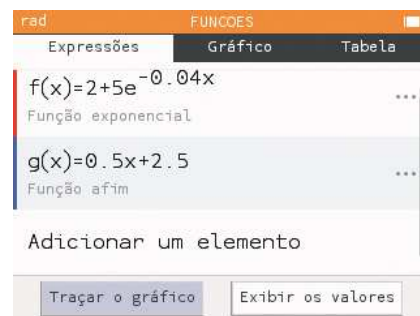 rad FUNCOES
Expressões Gráfico Tabela
f(x)=2+5e^-0.04x
Função exponencial
g(x)=0.5x+2.5
Função afim
Adicionar um elemento
Traçar o gráfico Exibir os valores